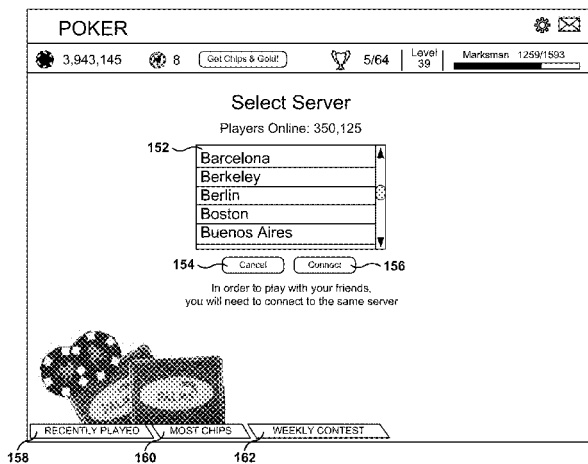 POKER
3,943,145 8 Get Chips & Gold! 5/64 Level 39 Marksman 1259/1593
Select Server
Players Online: 350,125
152
Barcelona
Berkeley
Berlin
Boston
Buenos Aires
154 Cancel Connect 156
In order to play with your friends,
you will need to connect to the same server
RECENTLY PLAYED MOST CHIPS WEEKLY CONTEST
158 160 162